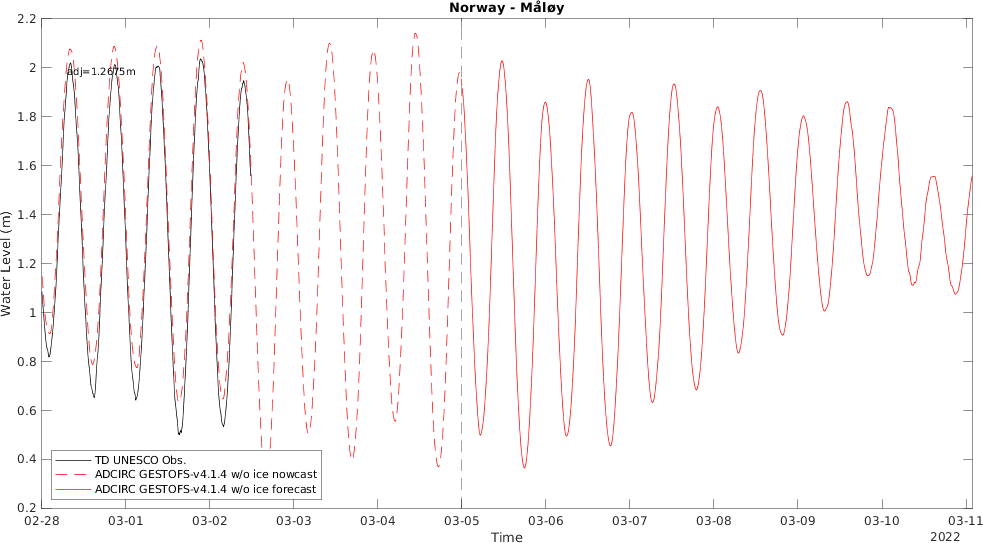 Norway - Måløy
2.2
2
1.8
1.6
1.4
1.2
1
0.8
0.6
0.4
0.2
Water Level (m)
adj=1.2675m
TD UNESCO Obs.
ADCIRC GESTOFS-v4.1.4 w/o ice nowcast
ADCIRC GESTOFS-v4.1.4 w/o ice forecast
02-28 03-01 03-02 03-03 03-04 03-05 03-06 03-07 03-08 03-09 03-10 03-11
Time
2022